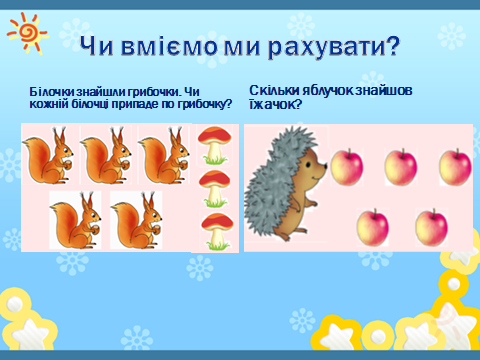 Чи вміємо ми рахувати?
Білочки знайшли грибочки. Чи
кожній білочці припаде по грибочку?
Скільки яблучок знайшов
їжачок?